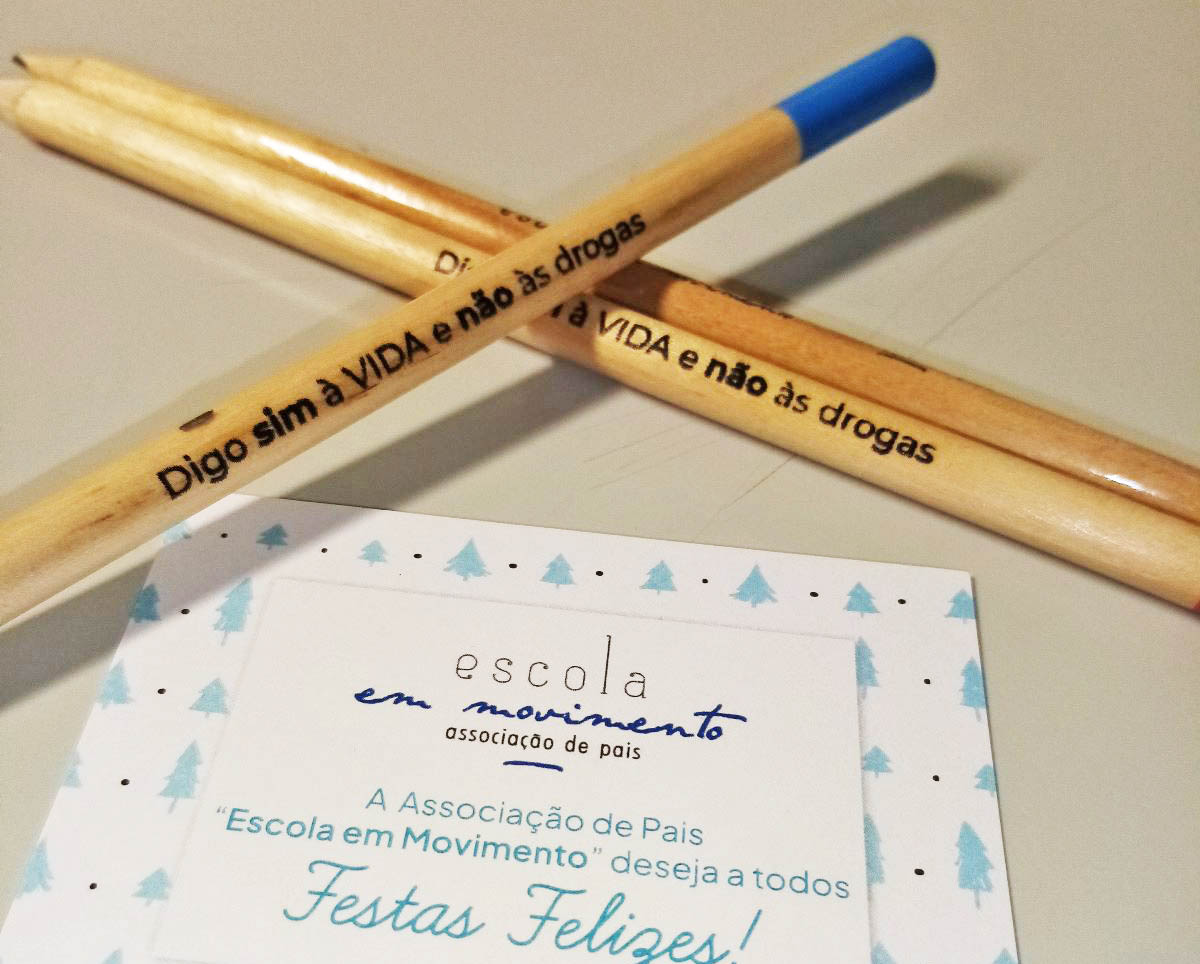 Digo sim à VIDA e não às drogas
à VIDA e não às drogas
escola
em movimento
associação de pais
A Associação de Pais
“Escola em Movimento” deseja a todos
Festas Felizes!